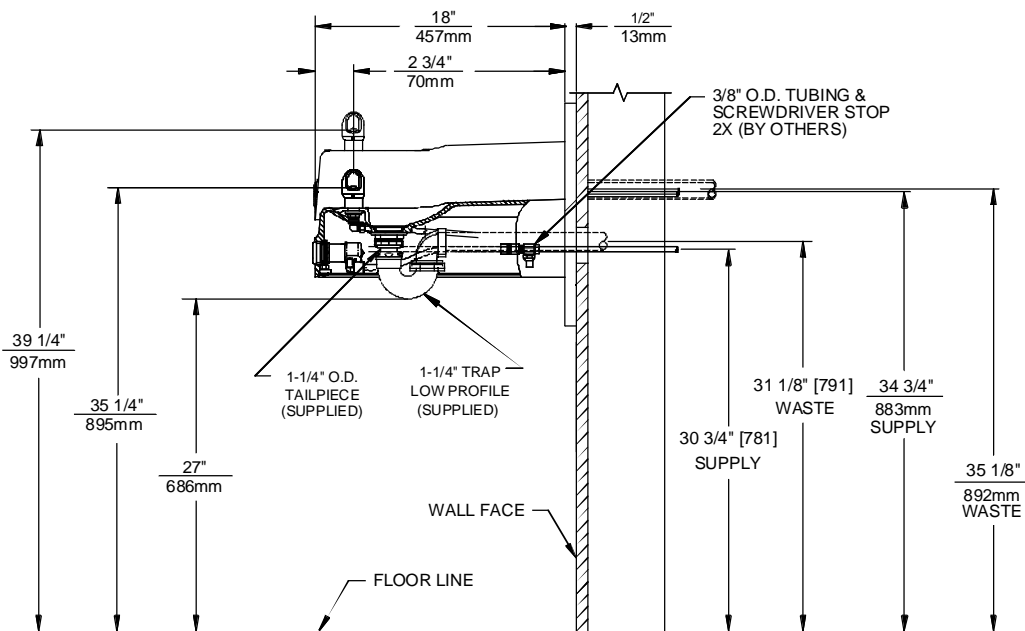 18"
457mm
1/2"
13mm
2 3/4"
70mm
3/8" O.D. TUBING &
SCREWDRIVER STOP
2X (BY OTHERS)
39 1/4"
997mm
35 1/4"
895mm
27"
686mm
1-1/4" O.D.
TAILPIECE
(SUPPLIED)
1-1/4" TRAP
LOW PROFILE
(SUPPLIED)
30 3/4" [781]
SUPPLY
31 1/8" [791]
WASTE
34 3/4"
883mm
SUPPLY
35 1/8"
892mm
WASTE
WALL FACE
FLOOR LINE